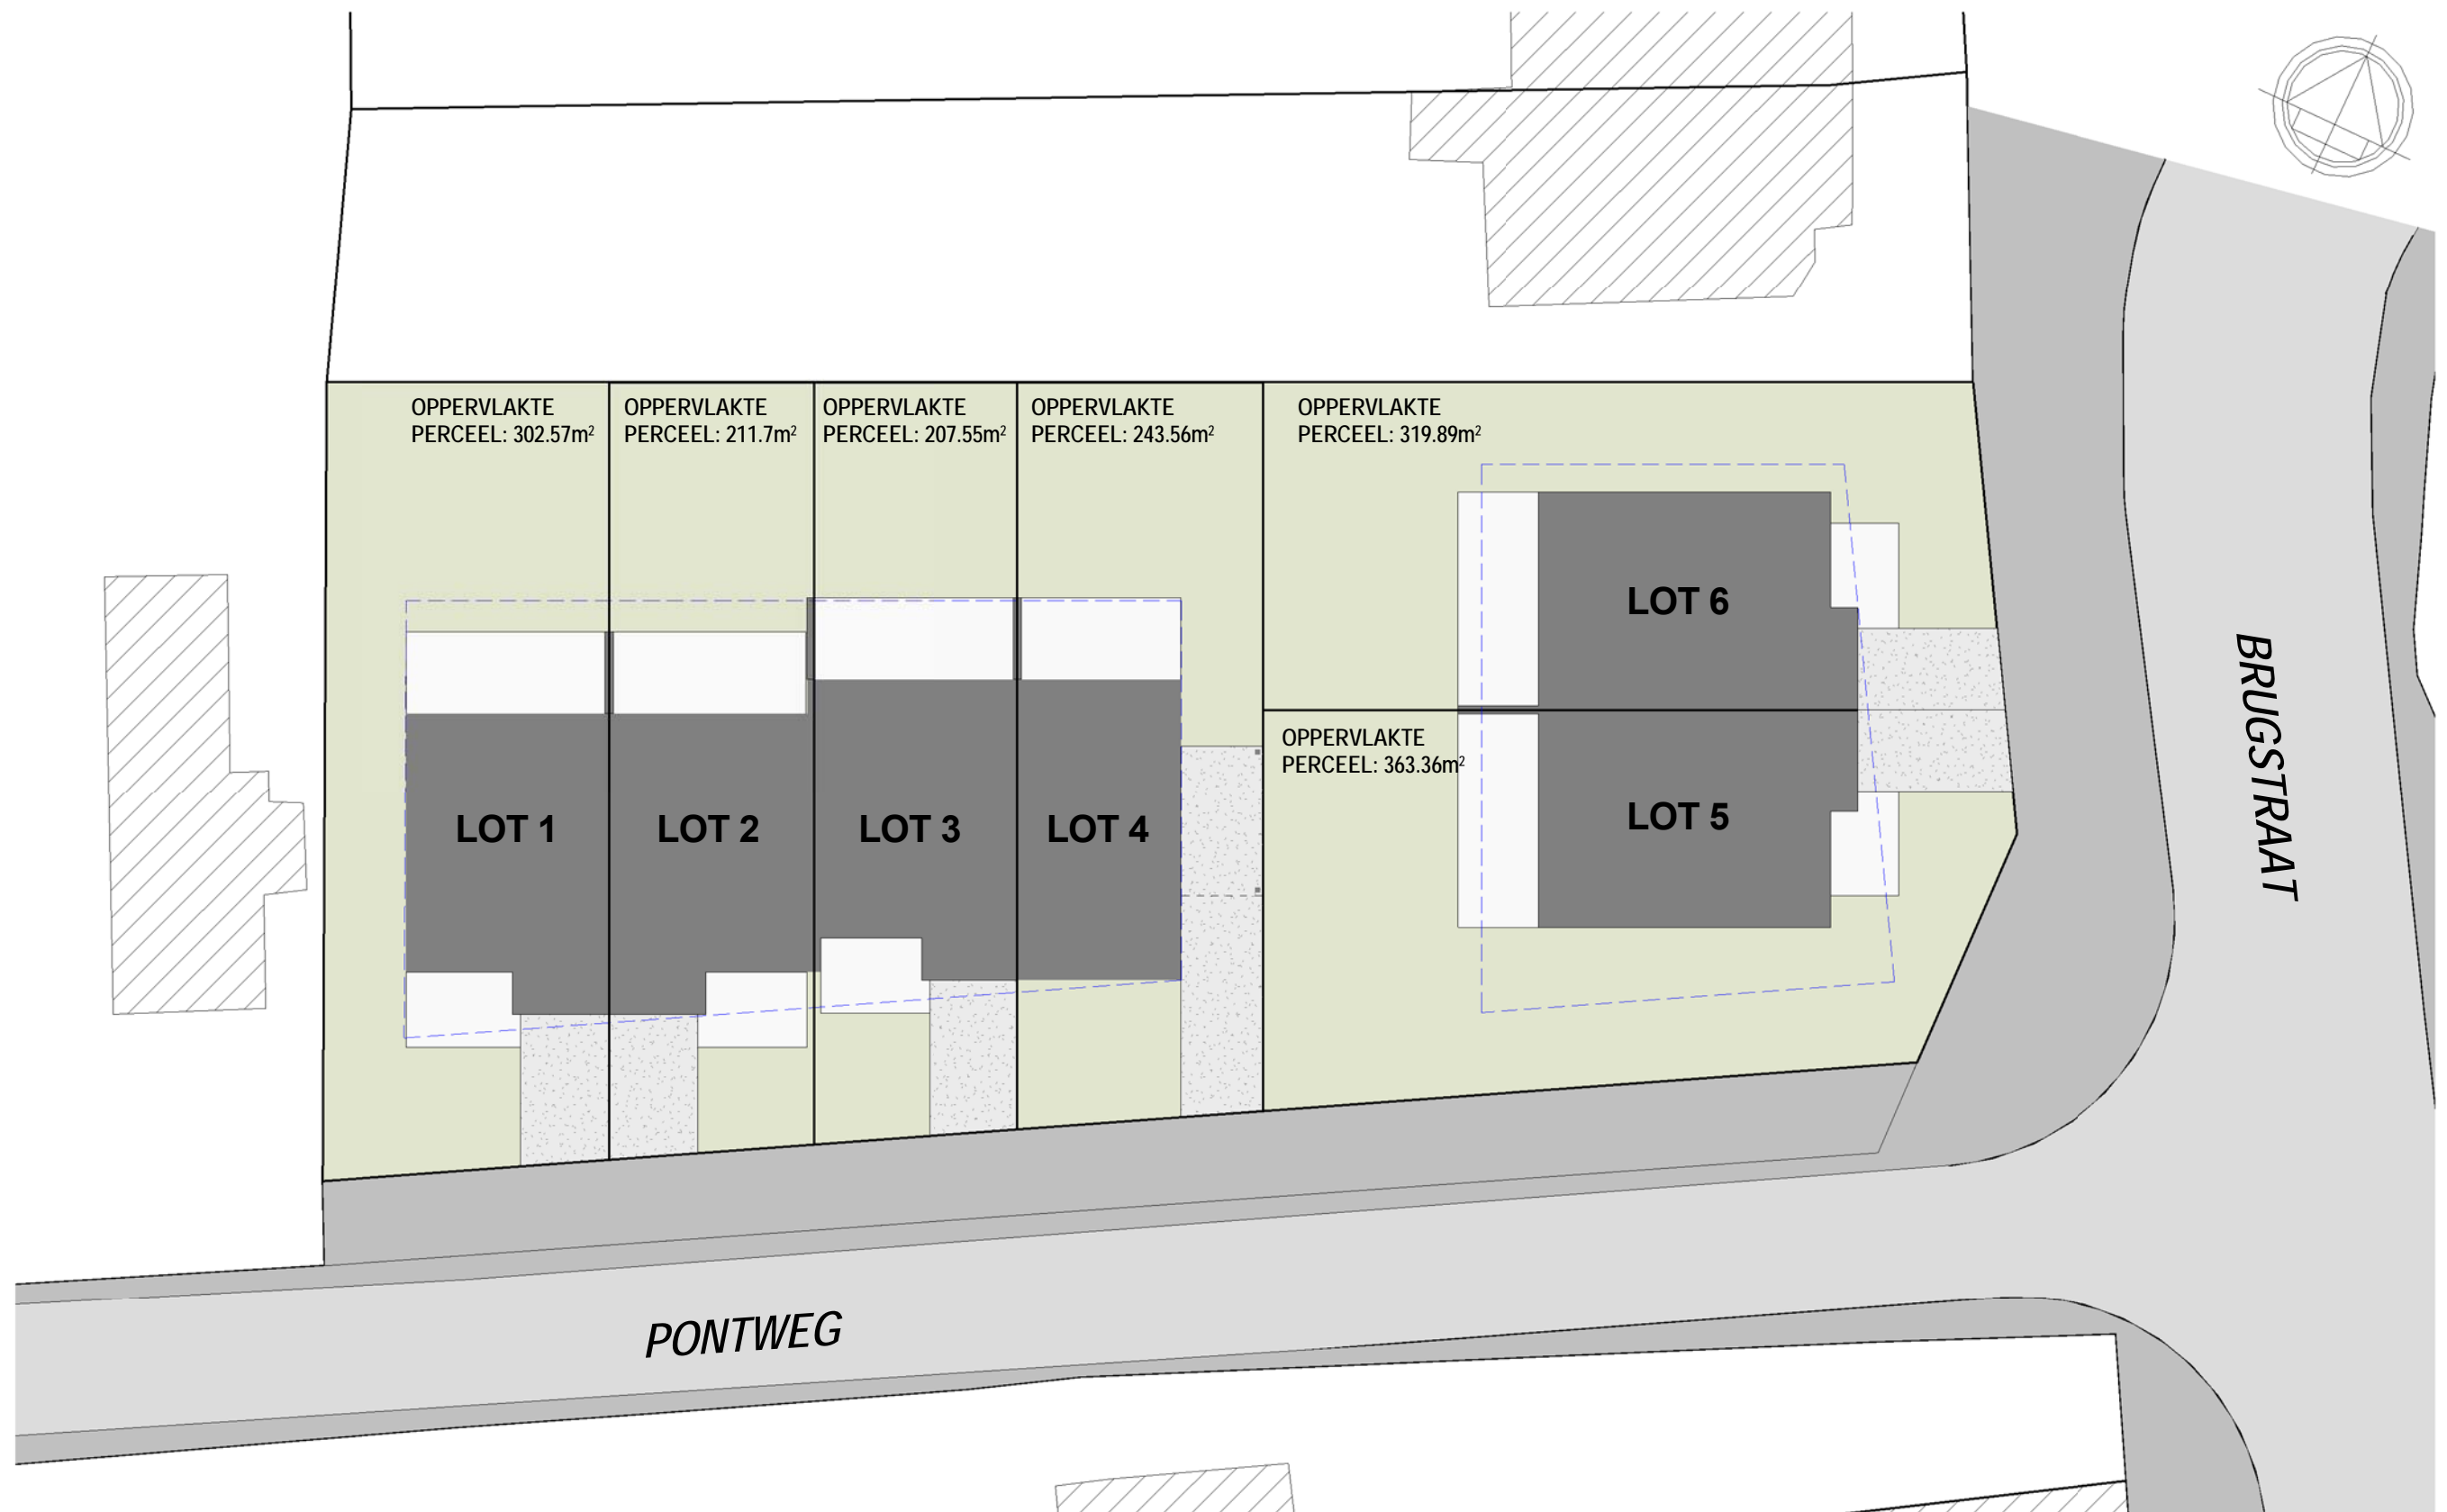 OPPERVLAKTE
PERCEEL: 302.57m²
OPPERVLAKTE
PERCEEL: 211.7m²
OPPERVLAKTE
PERCEEL: 207.55m²
OPPERVLAKTE
PERCEEL: 243.56m²
OPPERVLAKTE
PERCEEL: 319.89m²
LOT 6
OPPERVLAKTE
PERCEEL: 363.36m²
LOT 1
LOT 2
LOT 3
LOT 4
LOT 5
BRUGSTRAAT
PONTWEG